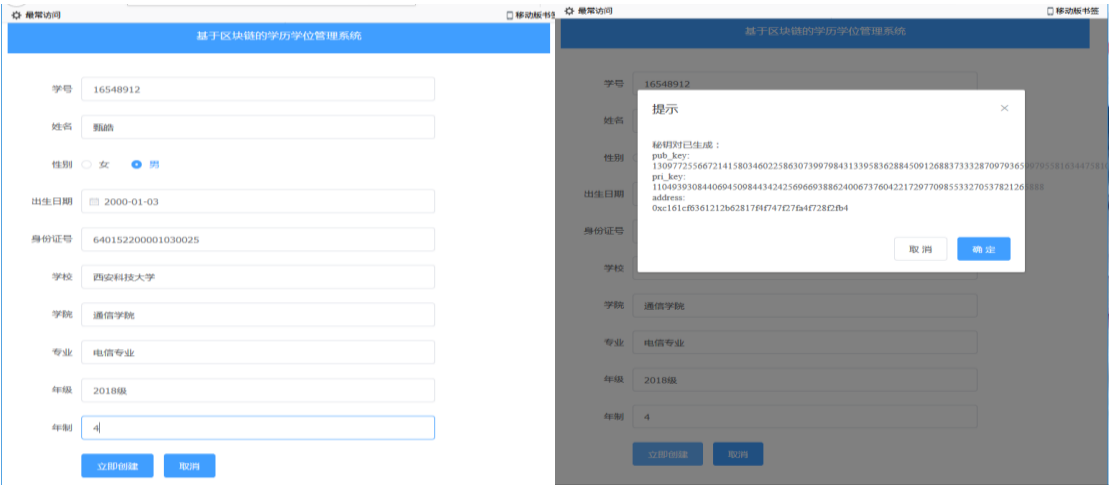 最常访问
移动版书签
基于区块链的学历学位管理系统
学号 16548912
姓名 甄皓
性别 女 男
出生日期 2000-01-03
身份证号 640152200001030025
学校 西安科技大学
学院 通信学院
专业 电信专业
年级 2018级
年制 4
立即创建 取消
最常访问
移动版书签
基于区块链的学历学位管理系统
学号 16548912
姓名
性别
出生日期
身份证号
学校
学院 通信学院
专业 电信专业
年级 2018级
年制 4
立即创建 取消
提示
秘钥对已生成：
pub_key:
pri_key:
address:
0xc161cf6361212b62817f4f747f27fa4f728f2fb4
取消 确定